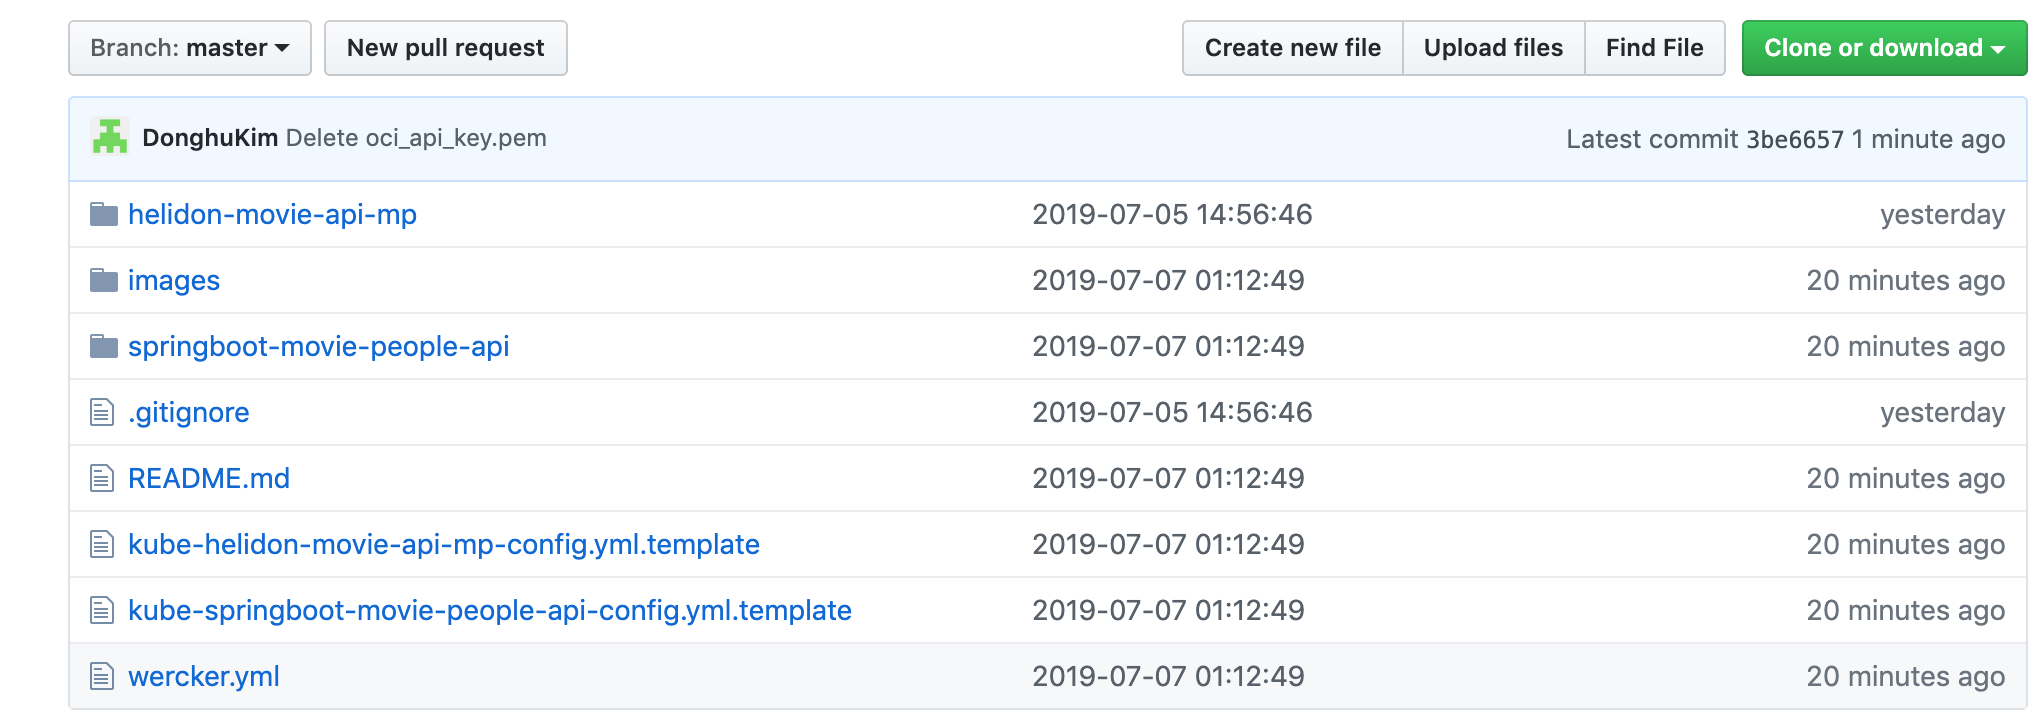 Branch: master New pull request Create new file Upload files Find File Clone or download
DonghuKim Delete oci_api_key.pem Latest commit 3be6657 1 minute ago
helidon-movie-api-mp 2019-07-05 14:56:46 yesterday
images 2019-07-07 01:12:49 20 minutes ago
springboot-movie-people-api 2019-07-07 01:12:49 20 minutes ago
.gitignore 2019-07-05 14:56:46 yesterday
README.md 2019-07-07 01:12:49 20 minutes ago
kube-helidon-movie-api-mp-config.yml.template 2019-07-07 01:12:49 20 minutes ago
kube-springboot-movie-people-api-config.yml.template 2019-07-07 01:12:49 20 minutes ago
wercker.yml 2019-07-07 01:12:49 20 minutes ago